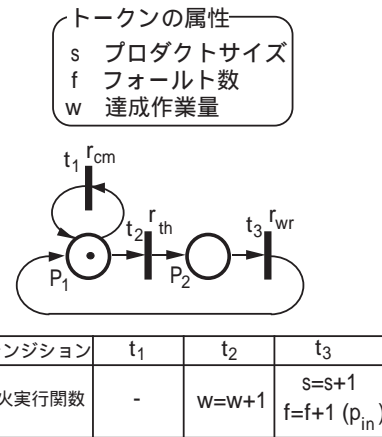 トークンの属性
s プロダクトサイズ
f フォールト数
w 達成作業量
t1 rcm
t2 rth
t3 rwr
P1
P2
ンジション t1 t2 t3
火実行関数 - w=w+1 s=s+1
f=f+1 (pin)